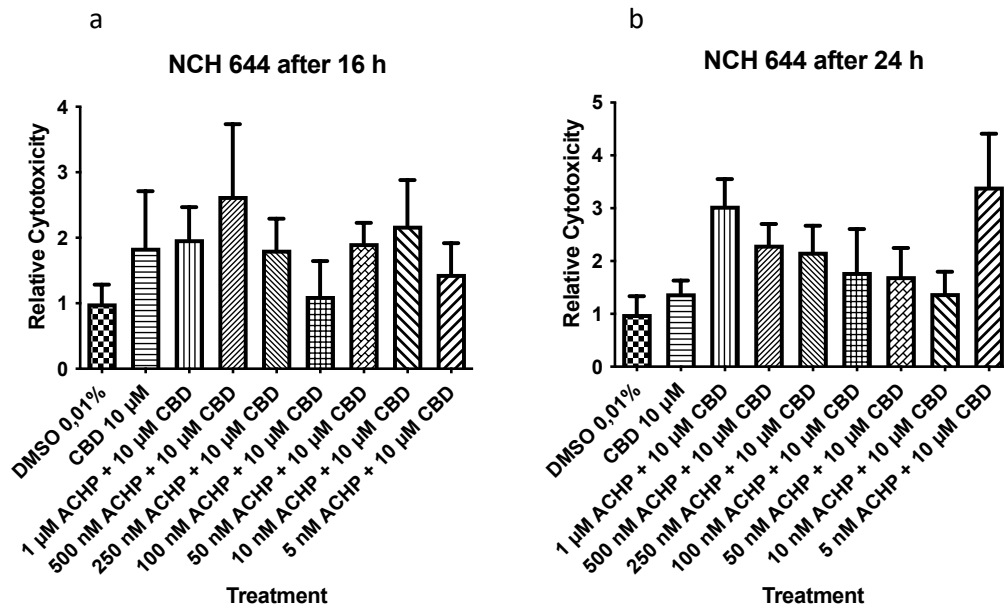 a
NCH 644 after 16 h
Relative Cytotoxicity
4
3
2
1
0
DMSO 0,01%
CBD 10 µM
1 µM ACHP + 10 µM CBD
500 nM ACHP + 10 µM CBD
250 nM ACHP + 10 µM CBD
100 nM ACHP + 10 µM CBD
50 nM ACHP + 10 µM CBD
10 nM ACHP + 10 µM CBD
5 nM ACHP + 10 µM CBD
Treatment
b
NCH 644 after 24 h
Relative Cytotoxicity
5
4
3
2
1
0
DMSO 0,01%
CBD 10 µM
1 µM ACHP + 10 µM CBD
500 nM ACHP + 10 µM CBD
250 nM ACHP + 10 µM CBD
100 nM ACHP + 10 µM CBD
50 nM ACHP + 10 µM CBD
10 nM ACHP + 10 µM CBD
5 nM ACHP + 10 µM CBD
Treatment